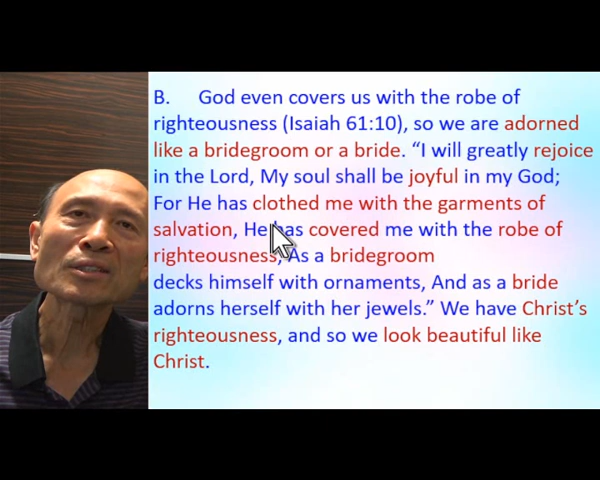 B. God even covers us with the robe of
righteousness (Isaiah 61:10), so we are adorned
like a bridegroom or a bride. “I will greatly rejoice
in the Lord, My soul shall be joyful in my God;
For He has clothed me with the garments of
salvation, He has covered me with the robe of
righteousness, As a bridegroom
decks himself with ornaments, And as a bride
adorns herself with her jewels.” We have Christ’s
righteousness, and so we look beautiful like
Christ.